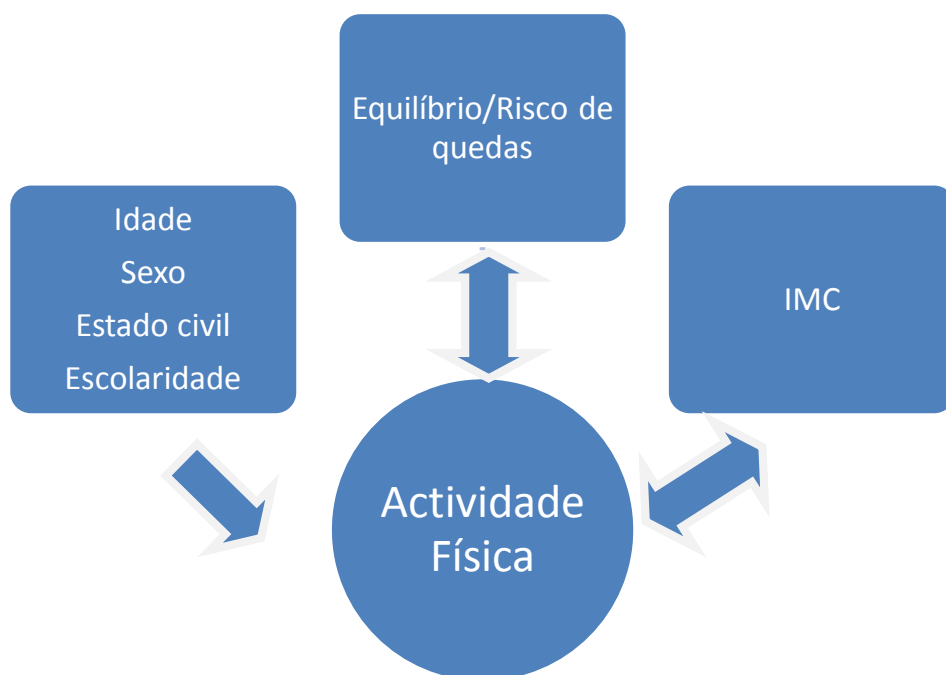 Equilíbrio/Risco de
quedas
Idade
Sexo
Estado civil
Escolaridade
IMC
Actividade
Física